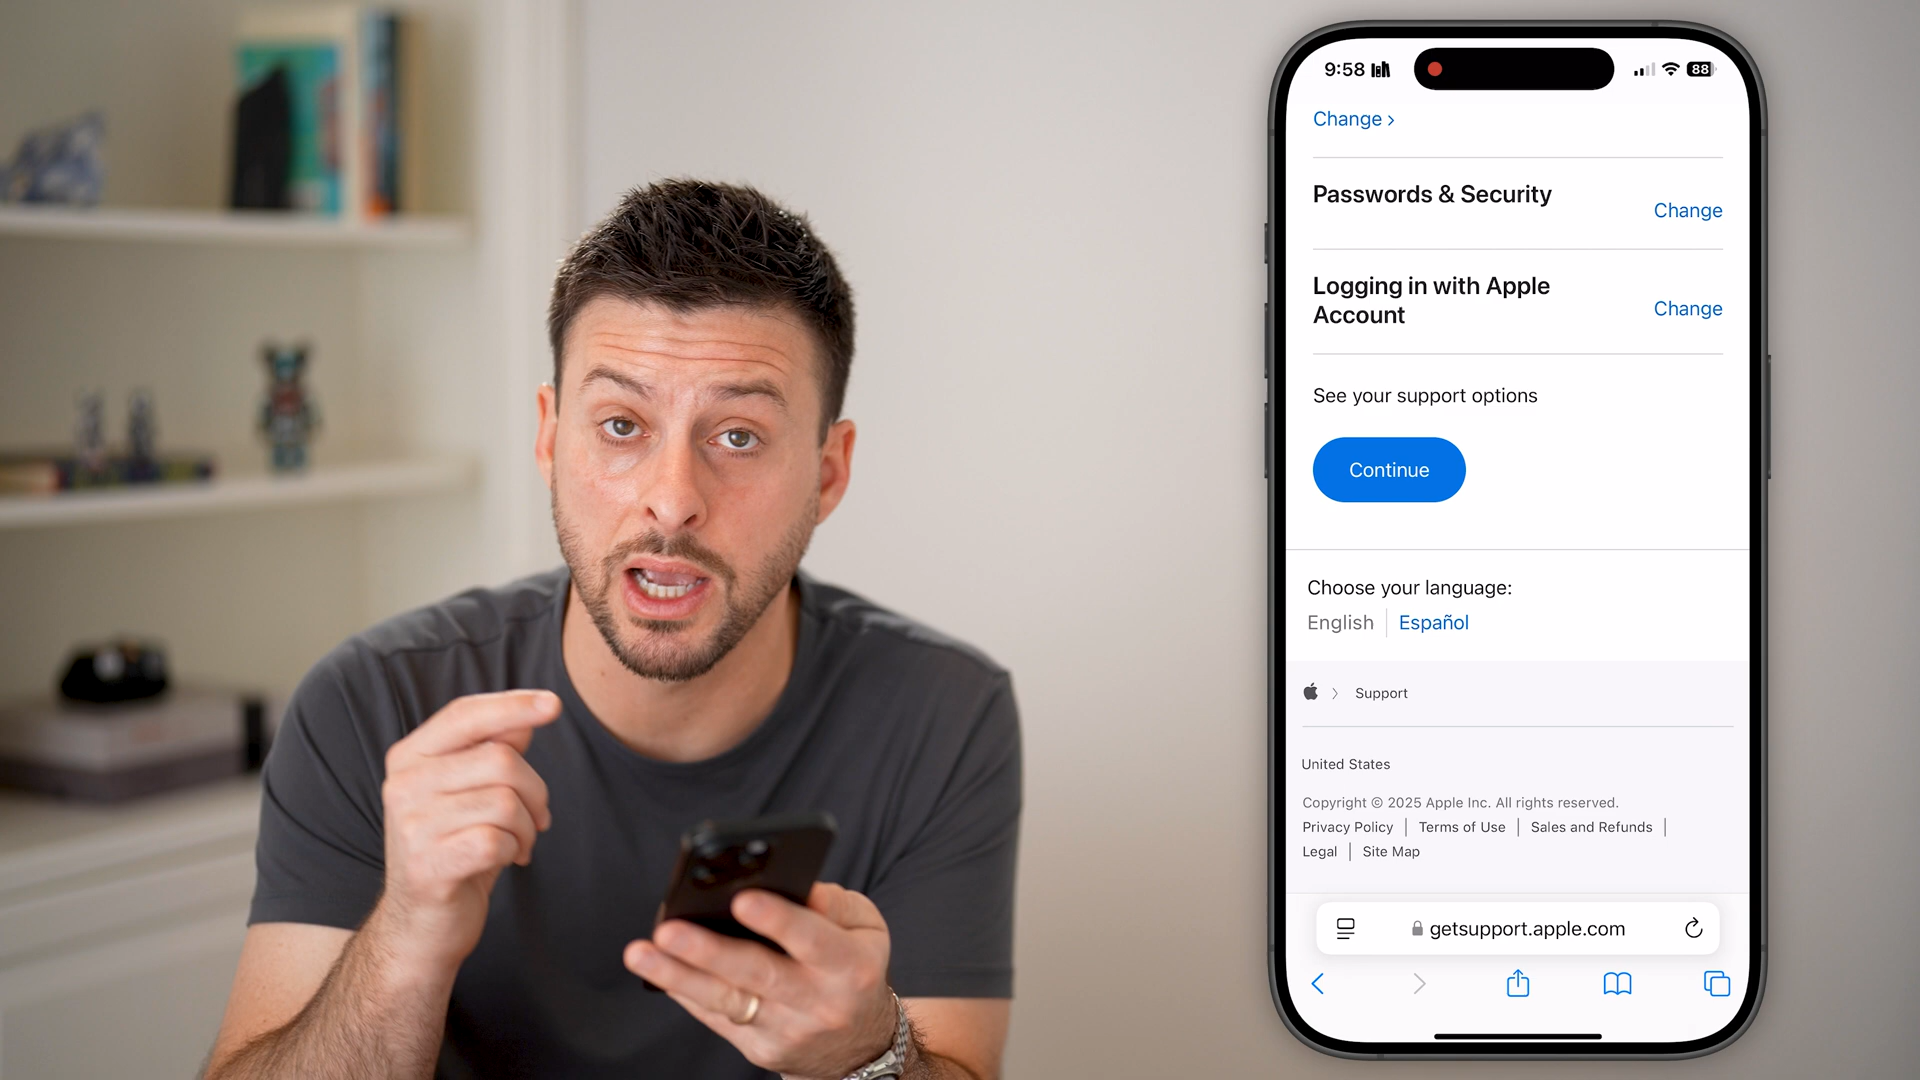 9:58
88
Change >
Passwords & Security
Change
Logging in with Apple
Account
Change
See your support options
Continue
Choose your language:
English | Español
> Support
United States
Copyright © 2025 Apple Inc. All rights reserved.
Privacy Policy | Terms of Use | Sales and Refunds |
Legal | Site Map
getsupport.apple.com